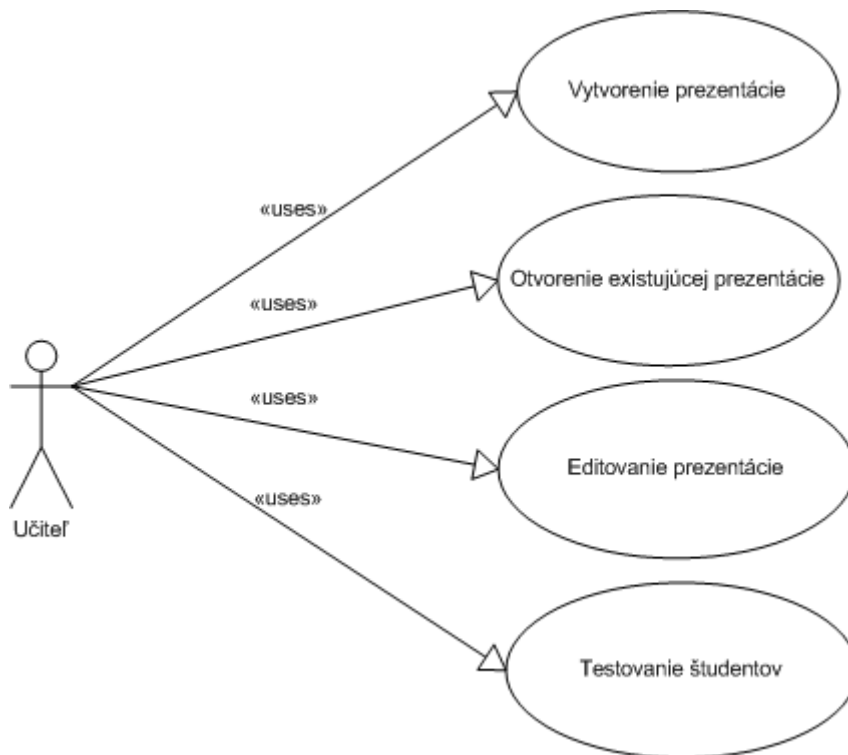 Vytvorenie prezentácie
«uses»
Otvorenie existujúcej prezentácie
«uses»
«uses»
Editovanie prezentácie
«uses»
Učiteľ
Testovanie študentov